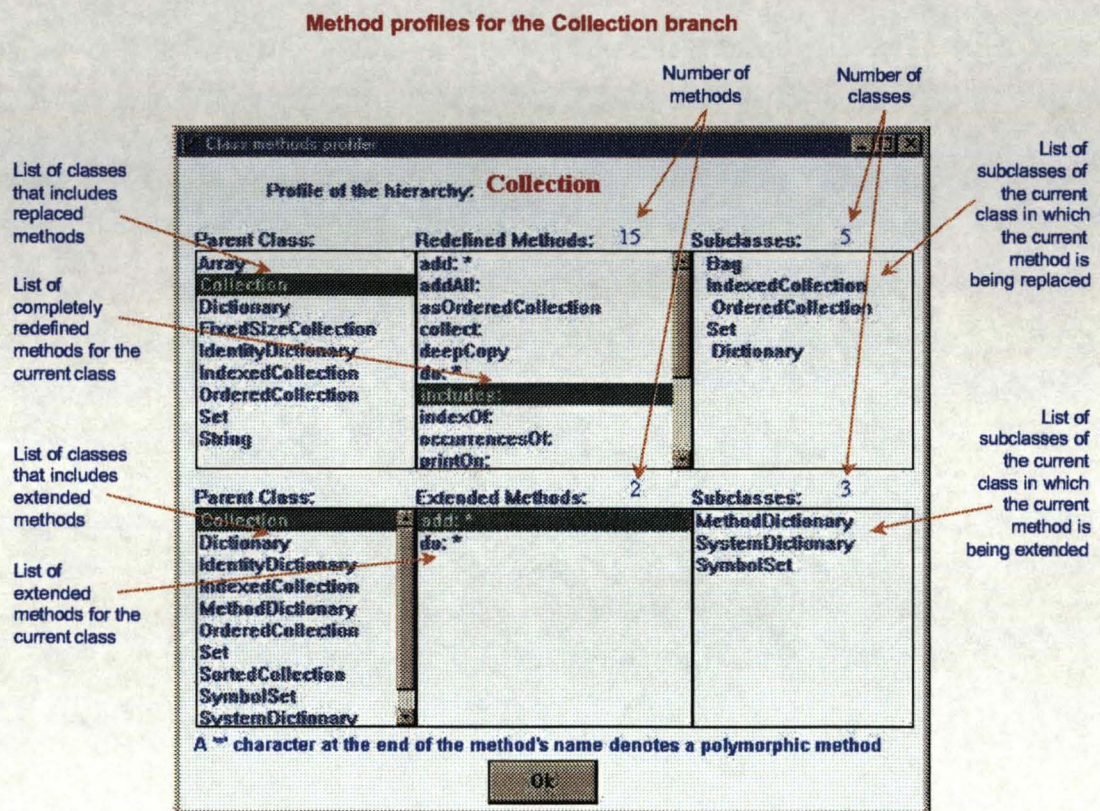 Method profiles for the Collection branch
Number of
methods
Number of
classes
List of classes
that includes
replaced
methods
List of
completely
redefined
methods for the
current class
List of classes
that includes
extended
methods
List of
extended
methods for the
current class
Class methods profiler
Profile of the hierarchy: Collection
Parent Class:
Array
Collection
Dictionary
FixedSizeCollection
IdentityDictionary
IndexedCollection
OrderedCollection
Set
String
Redefined Methods: 15
add: *
addAll:
asOrderedCollection
collect:
deepCopy
do: *
includes:
indexOf:
occurrencesOf:
printOn:
Subclasses: 5
Bag
IndexedCollection
OrderedCollection
Set
Dictionary
Parent Class:
Collection
Dictionary
IdentityDictionary
IndexedCollection
MethodDictionary
OrderedCollection
Set
SortedCollection
SymbolSet
SystemDictionary
Extended Methods: 2
add: *
do: *
Subclasses: 3
MethodDictionary
SystemDictionary
SymbolSet
A '*' character at the end of the method's name denotes a polymorphic method
Ok
List of
subclasses of
the current
class in which
the current
method is
being replaced
List of
subclasses of
the current
class in which
the current
method is
being extended